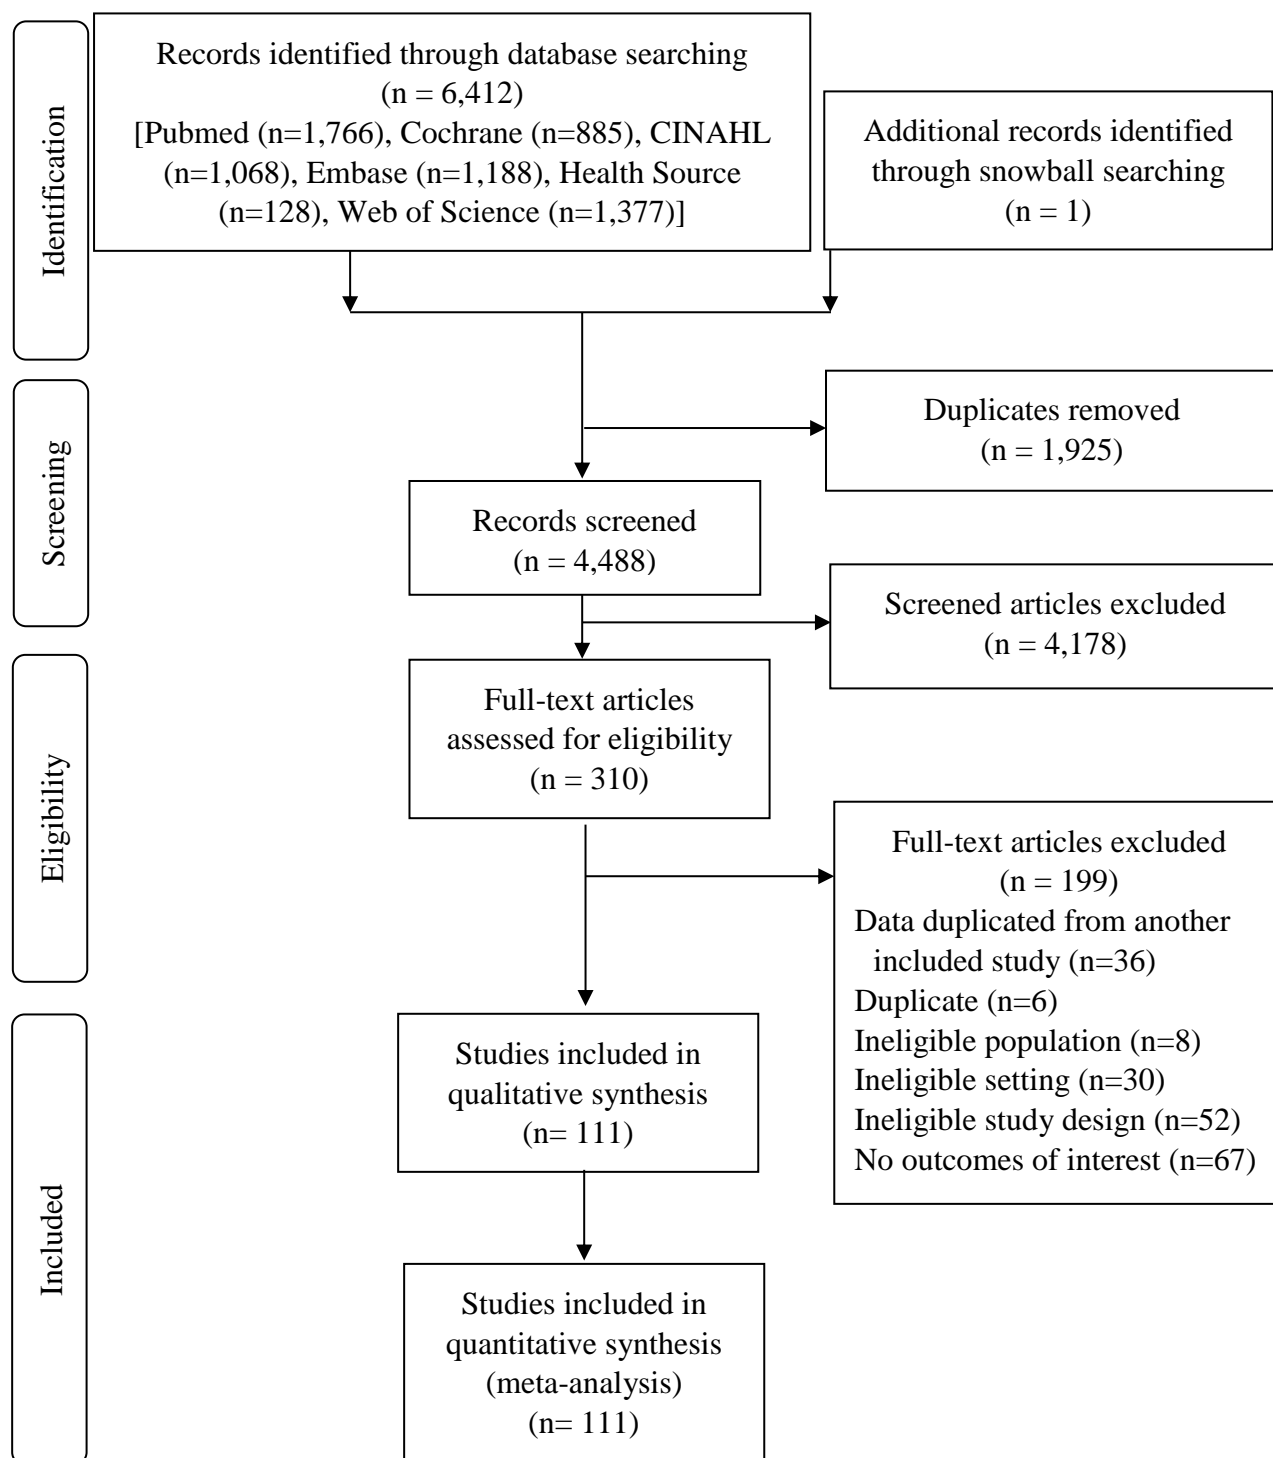 Identification
Records identified through database searching
(n = 6,412)
[Pubmed (n=1,766), Cochrane (n=885), CINAHL
(n=1,068), Embase (n=1,188), Health Source
(n=128), Web of Science (n=1,377)]
Additional records identified
through snowball searching
(n = 1)
Screening
Duplicates removed
(n = 1,925)
Records screened
(n = 4,488)
Screened articles excluded
(n = 4,178)
Eligibility
Full-text articles
assessed for eligibility
(n = 310)
Full-text articles excluded
(n = 199)
Data duplicated from another
included study (n=36)
Duplicate (n=6)
Ineligible population (n=8)
Ineligible setting (n=30)
Ineligible study design (n=52)
No outcomes of interest (n=67)
Included
Studies included in
qualitative synthesis
(n= 111)
Studies included in
quantitative synthesis
(meta-analysis)
(n= 111)